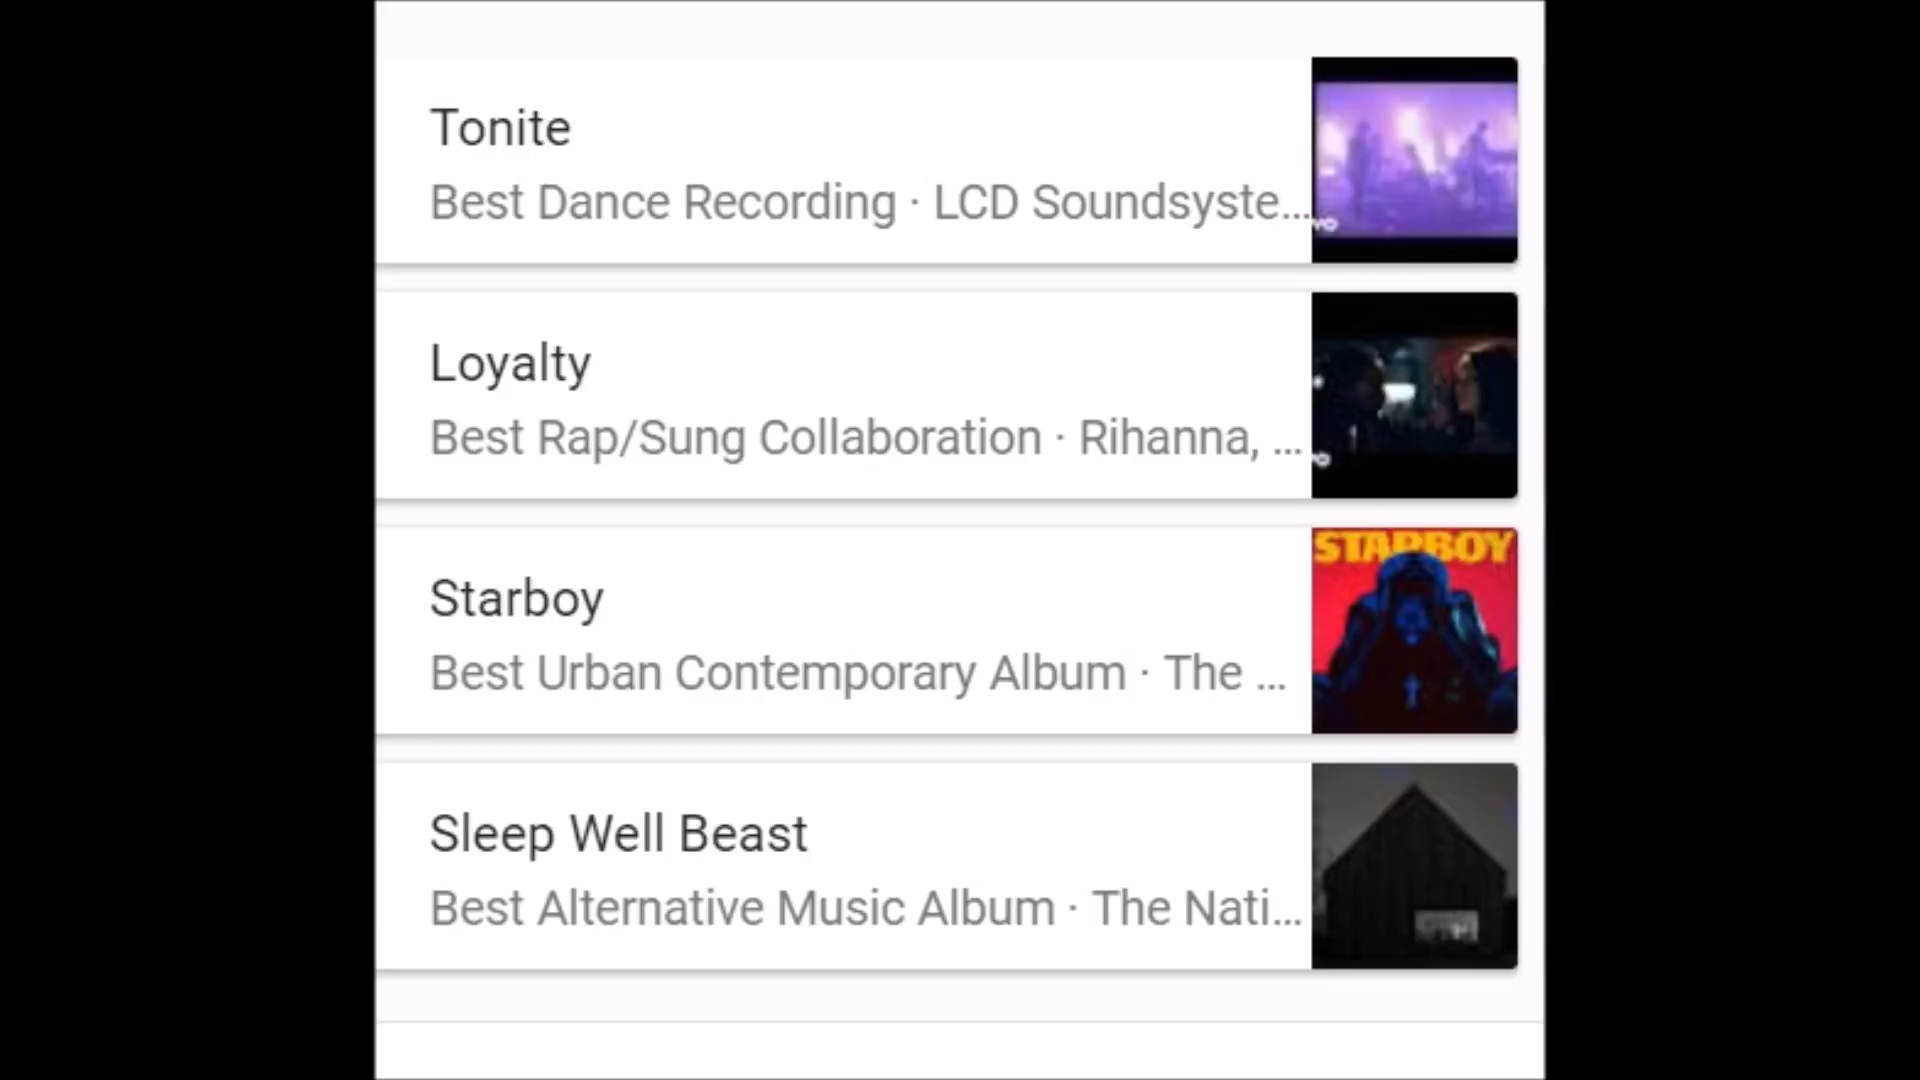 Tonite
Best Dance Recording · LCD Soundsyste...
Loyalty
Best Rap/Sung Collaboration · Rihanna, ...
Starboy
Best Urban Contemporary Album · The ...
STARBOY
Sleep Well Beast
Best Alternative Music Album · The Nati...